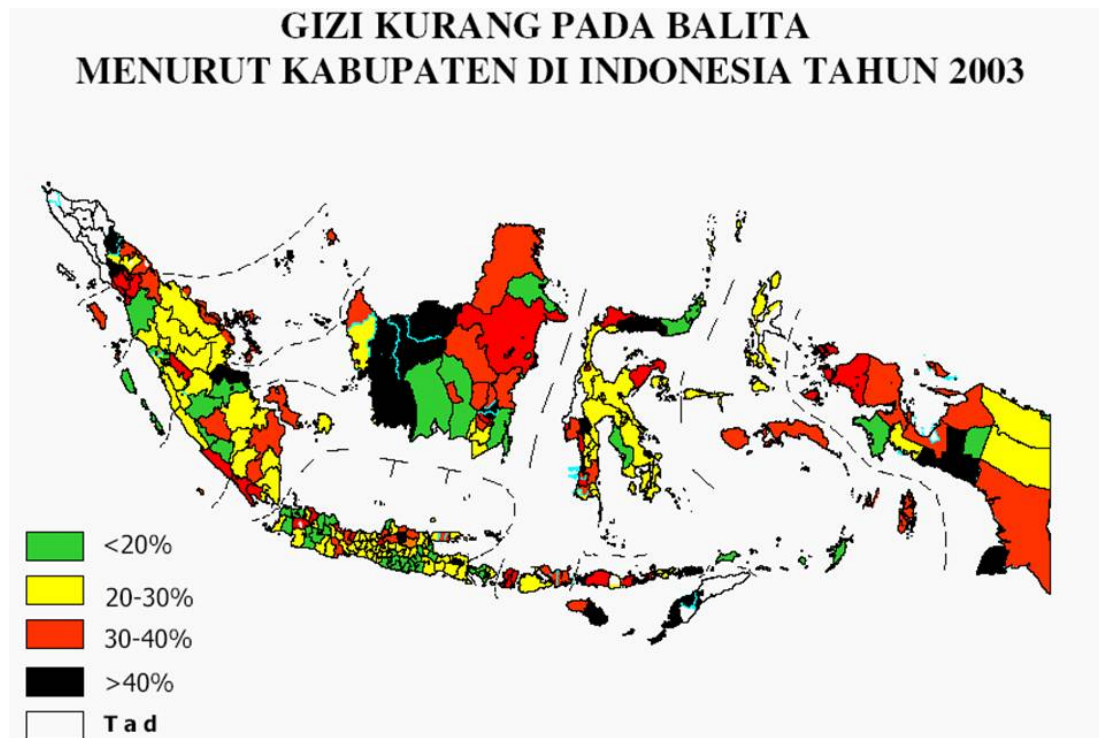 GIZI KURANG PADA BALITA
MENURUT KABUPATEN DI INDONESIA TAHUN 2003
<20%
20-30%
30-40%
>40%
T a d